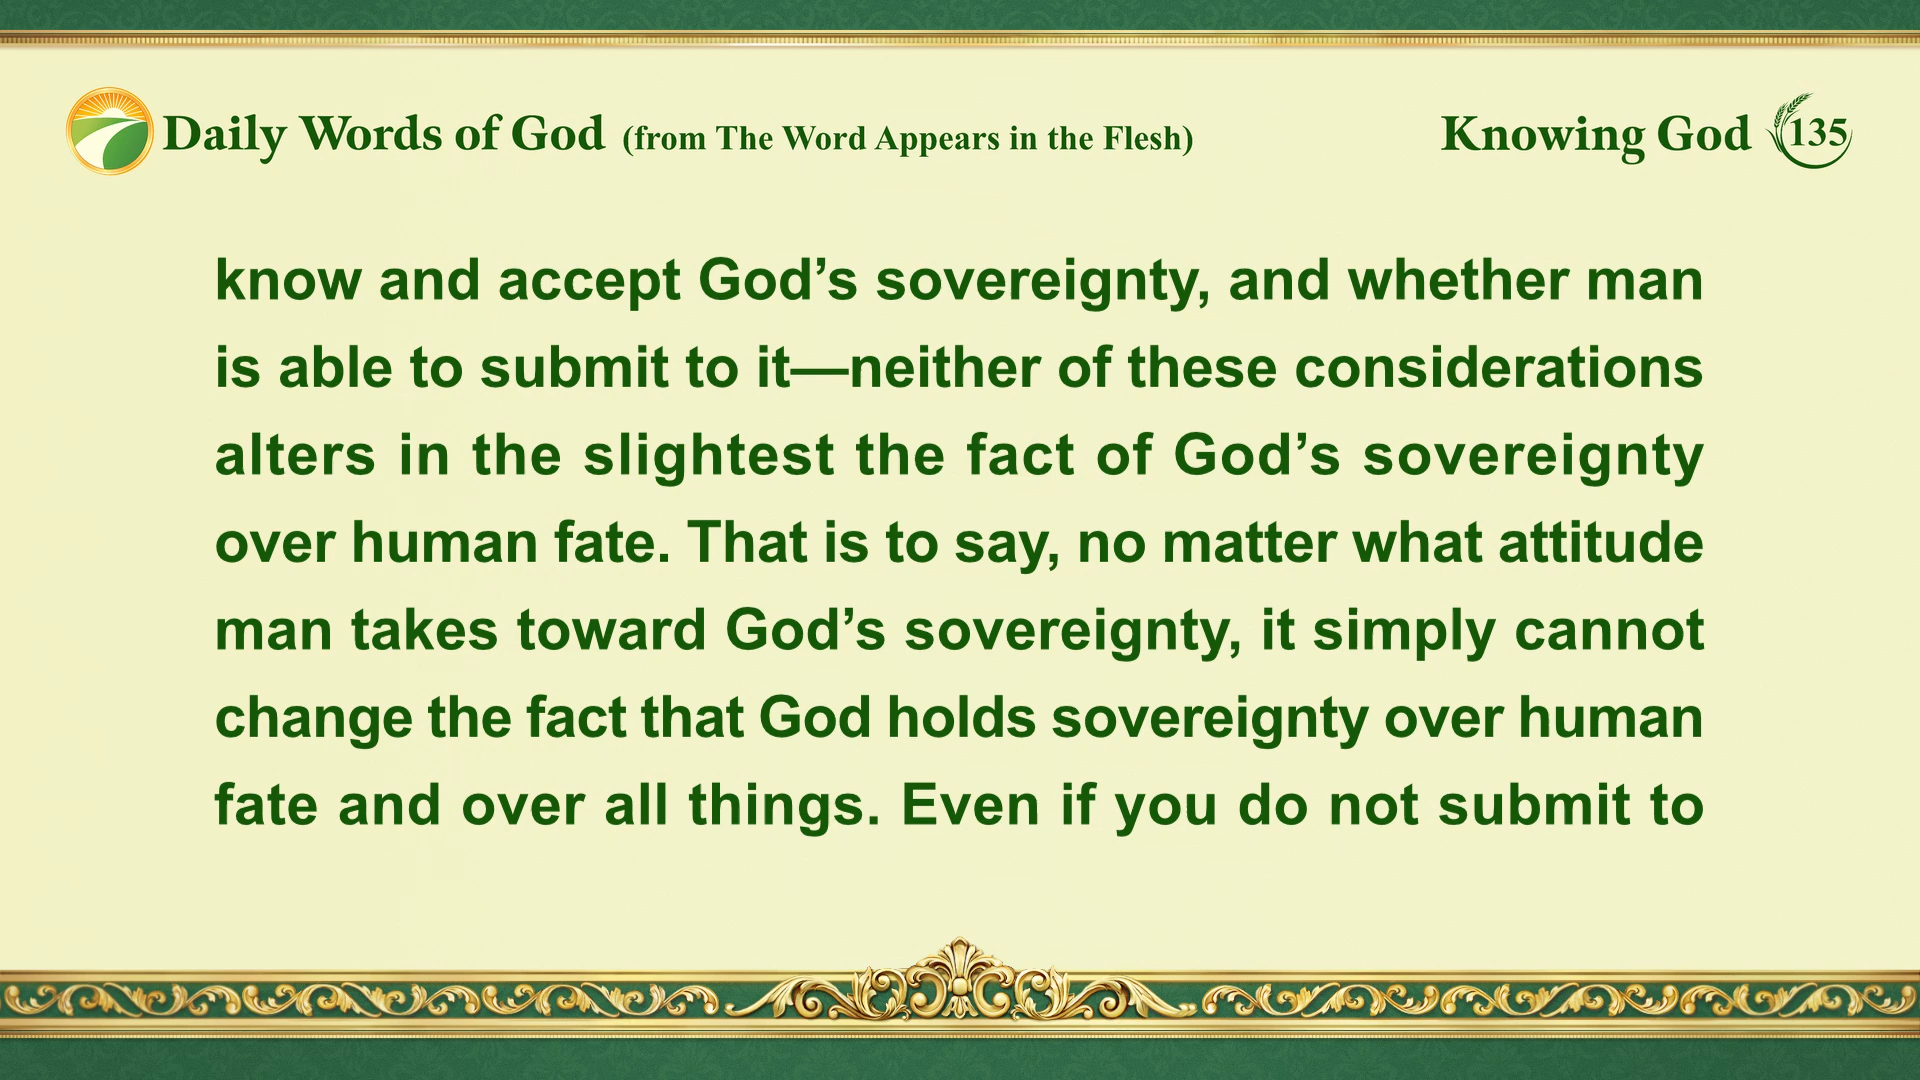 Daily Words of God (from The Word Appears in the Flesh)
Knowing God 135
know and accept God’s sovereignty, and whether man
is able to submit to it—neither of these considerations
alters in the slightest the fact of God’s sovereignty
over human fate. That is to say, no matter what attitude
man takes toward God’s sovereignty, it simply cannot
change the fact that God holds sovereignty over human
fate and over all things. Even if you do not submit to